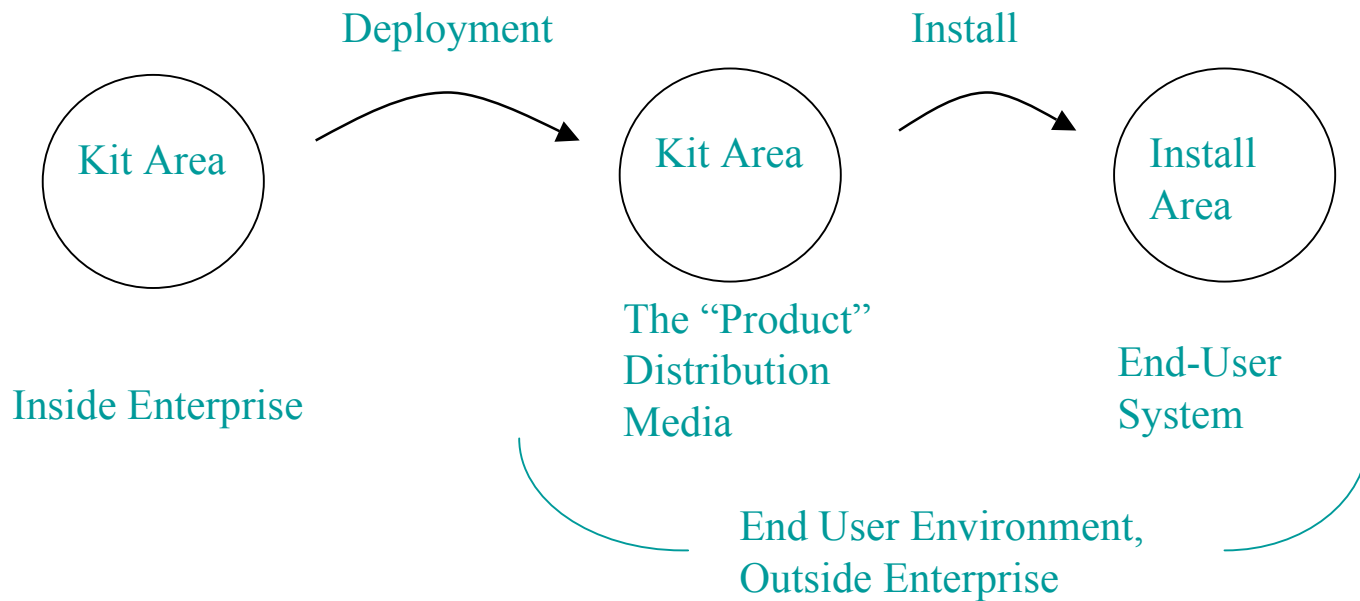 Deployment
Install
Kit Area
Kit Area
Install
Area
Inside Enterprise
The “Product”
Distribution
Media
End-User
System
End User Environment,
Outside Enterprise